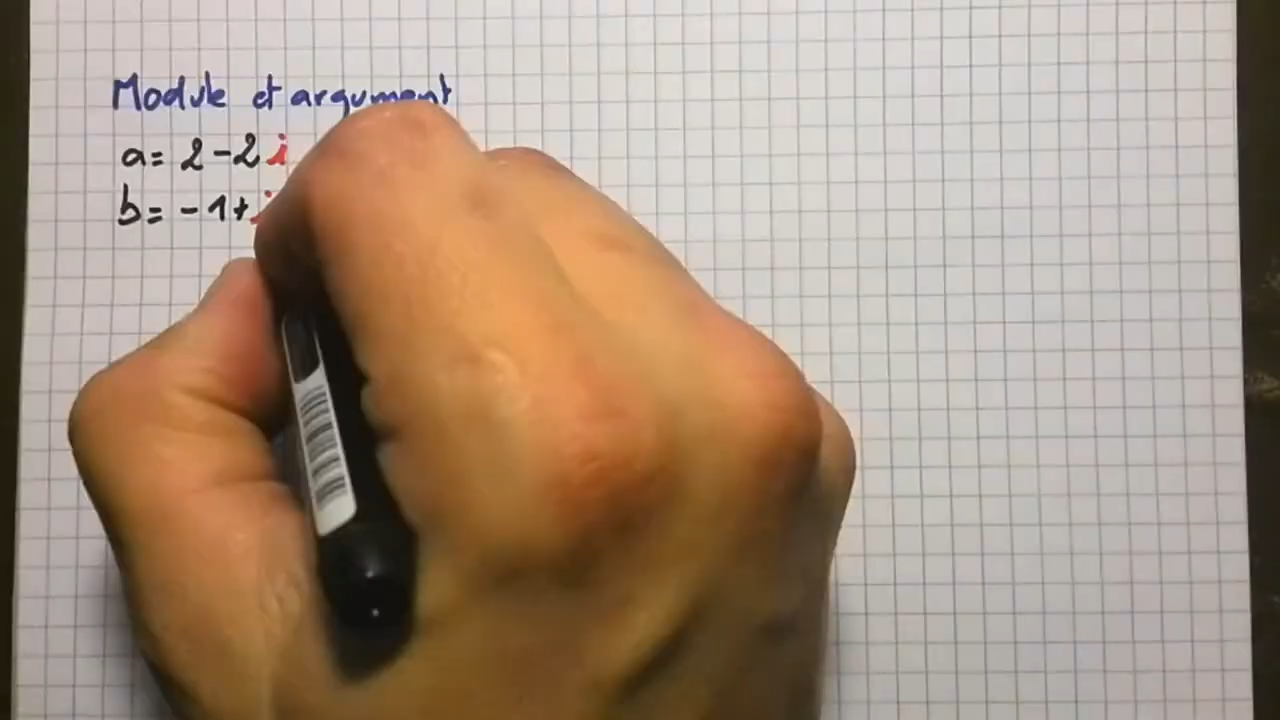 Module et argument
a= 2-2i
b= -1+i